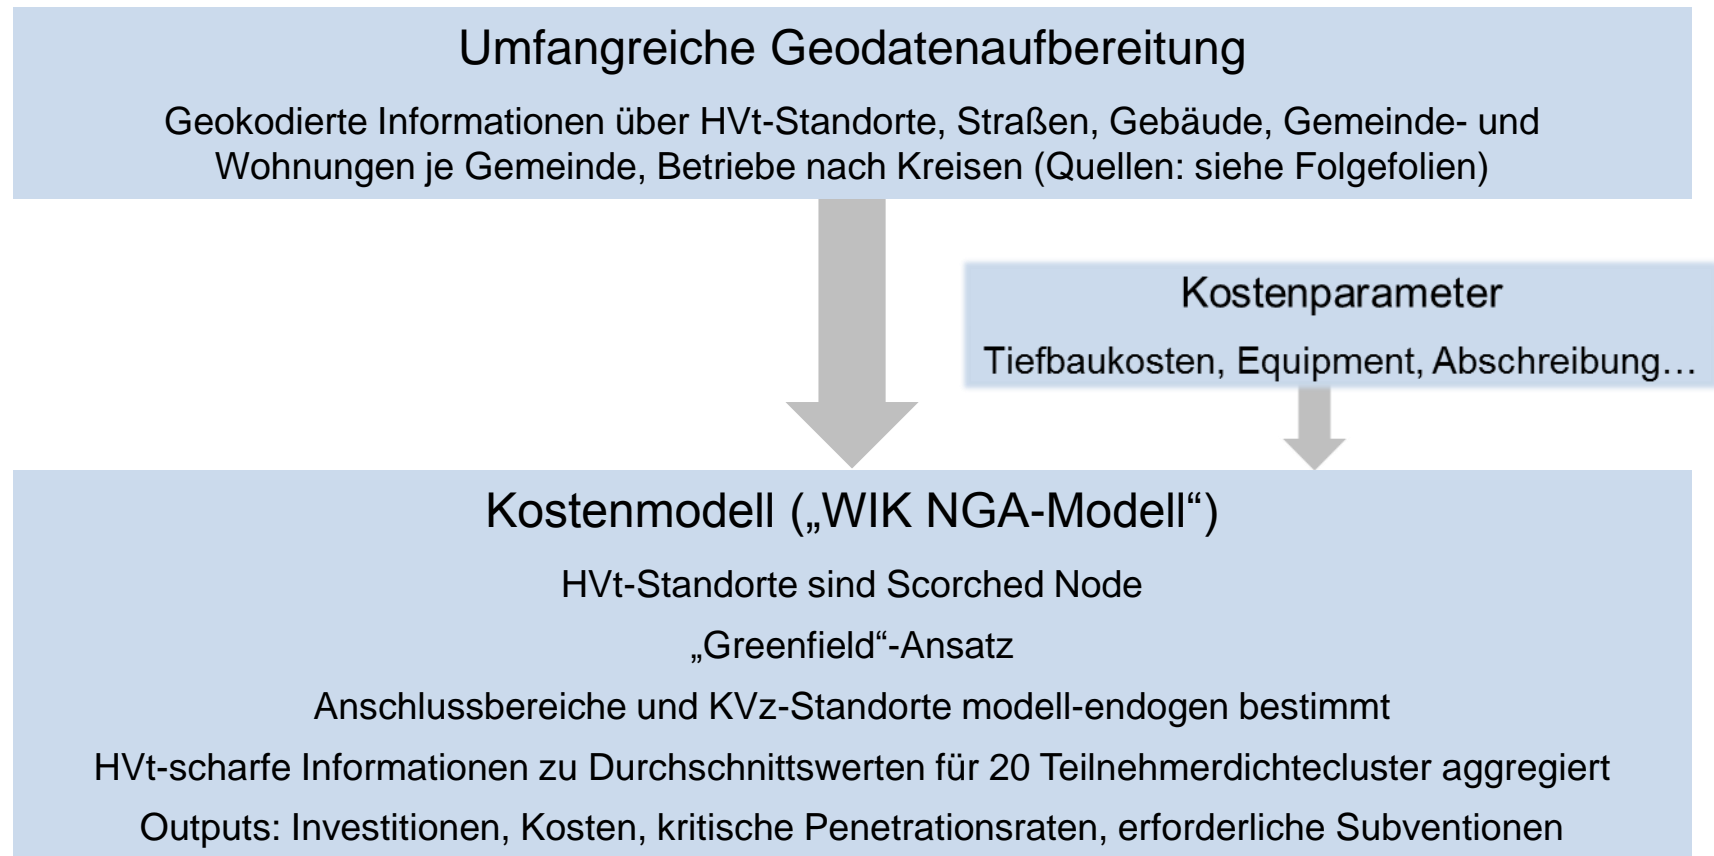 Umfangreiche Geodatenaufbereitung
Geokodierte Informationen über HVt-Standorte, Straßen, Gebäude, Gemeinde- und
Wohnungen je Gemeinde, Betriebe nach Kreisen (Quellen: siehe Folgefolien)
Kostenparameter
Tiefbaukosten, Equipment, Abschreibung…
Kostenmodell („WIK NGA-Modell“)
HVt-Standorte sind Scorched Node
„Greenfield“-Ansatz
Anschlussbereiche und KVz-Standorte modell-endogen bestimmt
HVt-scharfe Informationen zu Durchschnittswerten für 20 Teilnehmerdichtecluster aggregiert
Outputs: Investitionen, Kosten, kritische Penetrationsraten, erforderliche Subventionen